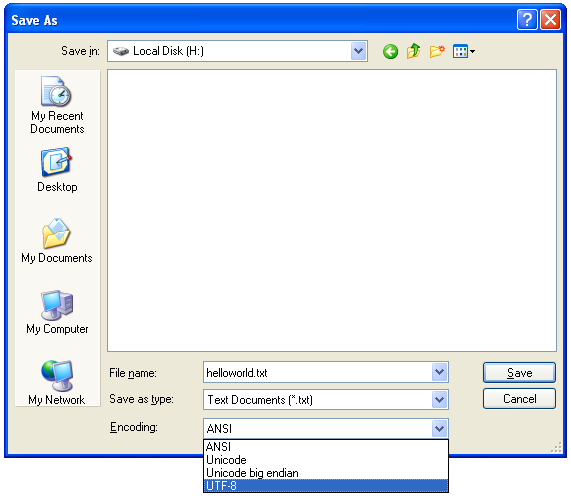 Save As
Save in: Local Disk (H:)
My Recent
Documents
Desktop
My Documents
My Computer
My Network
File name: helloworld.txt Save
Save as type: Text Documents (*.txt) Cancel
Encoding: ANSI
ANSI
Unicode
Unicode big endian
UTF-8